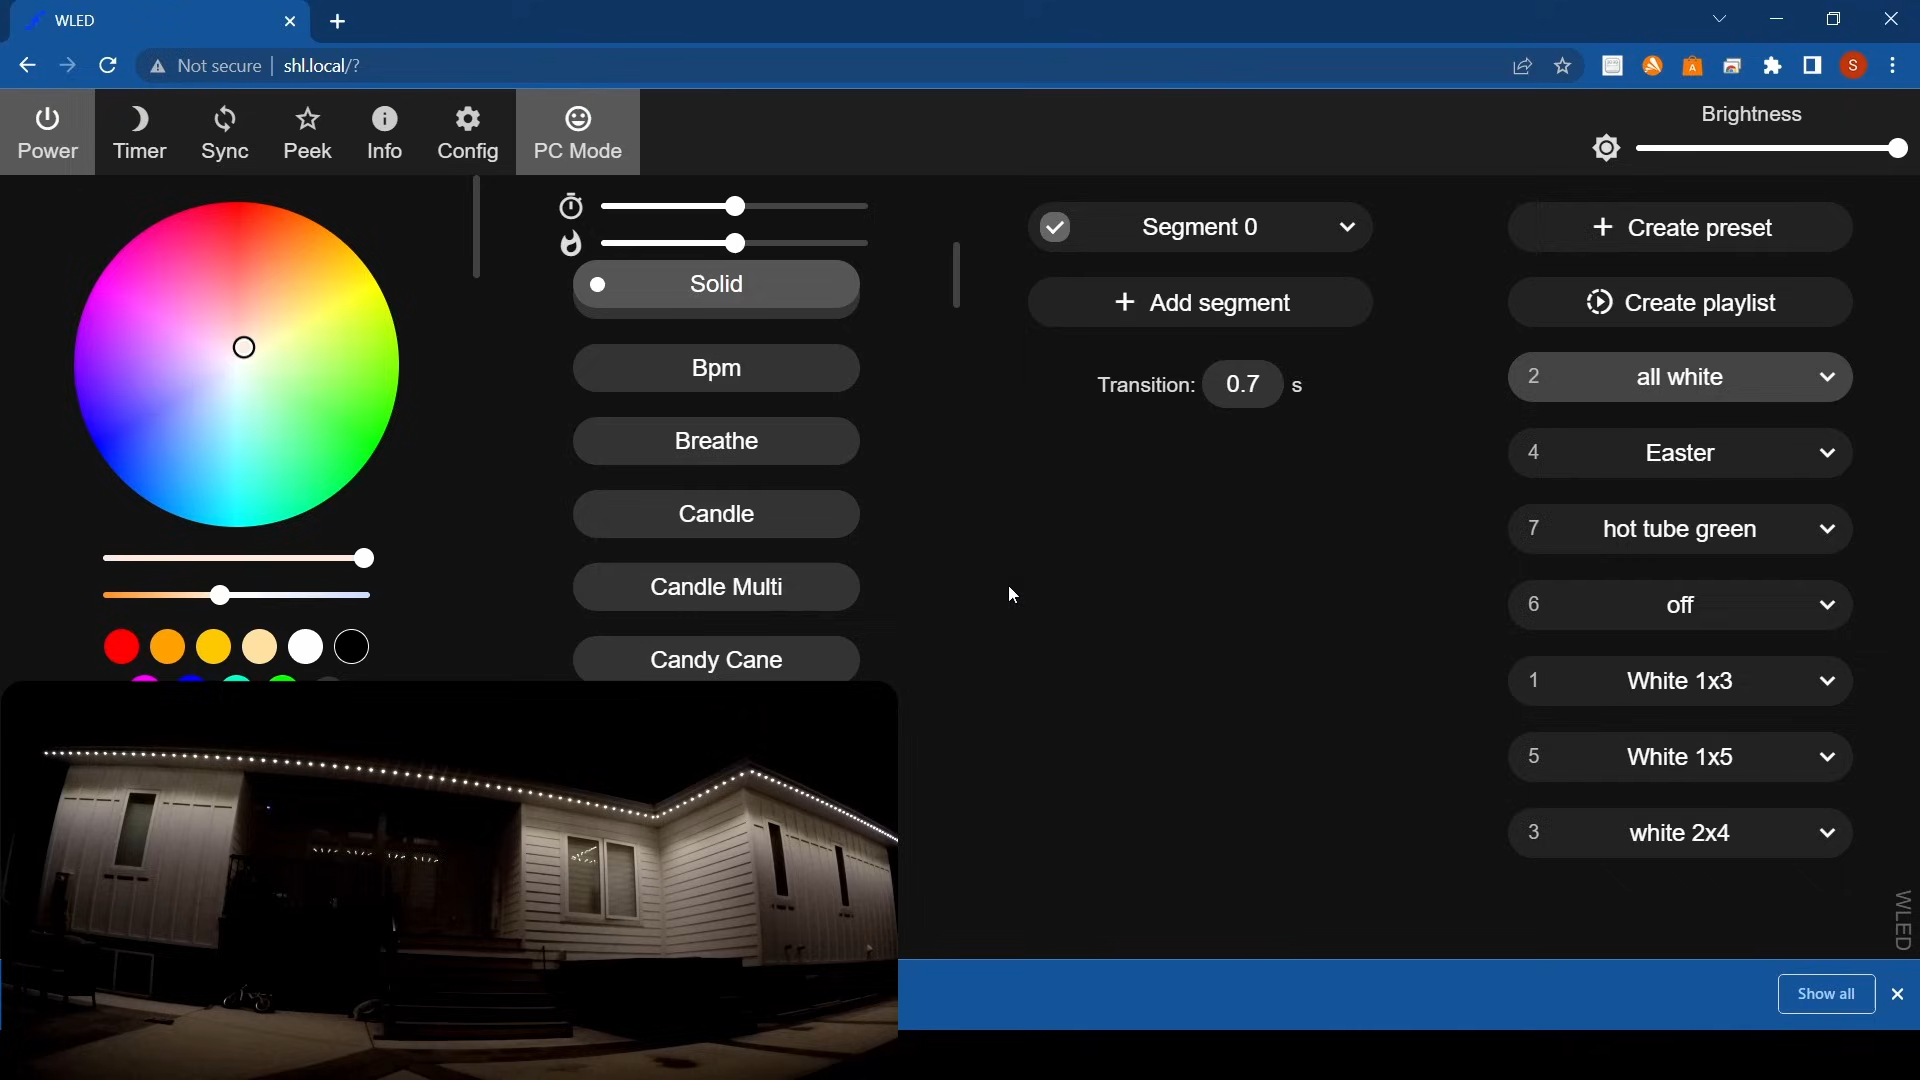 WLED
Not secure | shl.local/?
S
Power
Timer
Sync
Peek
Info
Config
PC Mode
Brightness
Solid
Bpm
Breathe
Candle
Candle Multi
Candy Cane
Segment 0
+ Add segment
Transition: 0.7 s
+ Create preset
Create playlist
2 all white
4 Easter
7 hot tube green
6 off
1 White 1x3
5 White 1x5
3 white 2x4
WLED
Show all